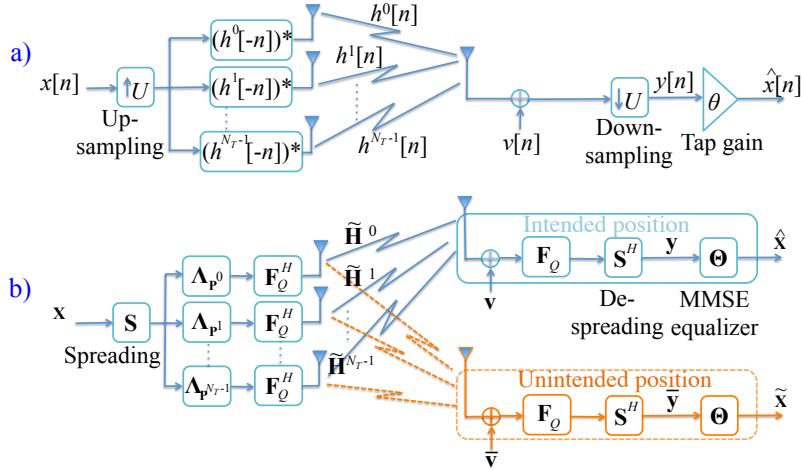 a)
x[n]
↑U
Up-
sampling
(h^0[-n])*
(h^1[-n])*
(h^{N_T-1}[-n])*
h^0[n]
h^1[n]
h^{N_T-1}[n]
v[n]
↓U
Down-
sampling
y[n]
θ
Tap gain
x̂[n]
b)
x
S
Spreading
Λ_{P^0}
Λ_{P^1}
Λ_{P^{N_T-1}}
F_Q^H
F_Q^H
F_Q^H
H̃^0
H̃^1
H̃^{N_T-1}
Intended position
v
F_Q
S^H
De-
spreading
y
Θ
MMSE
equalizer
x̂
Unintended position
v̄
F_Q
S^H
ȳ
Θ
x̃